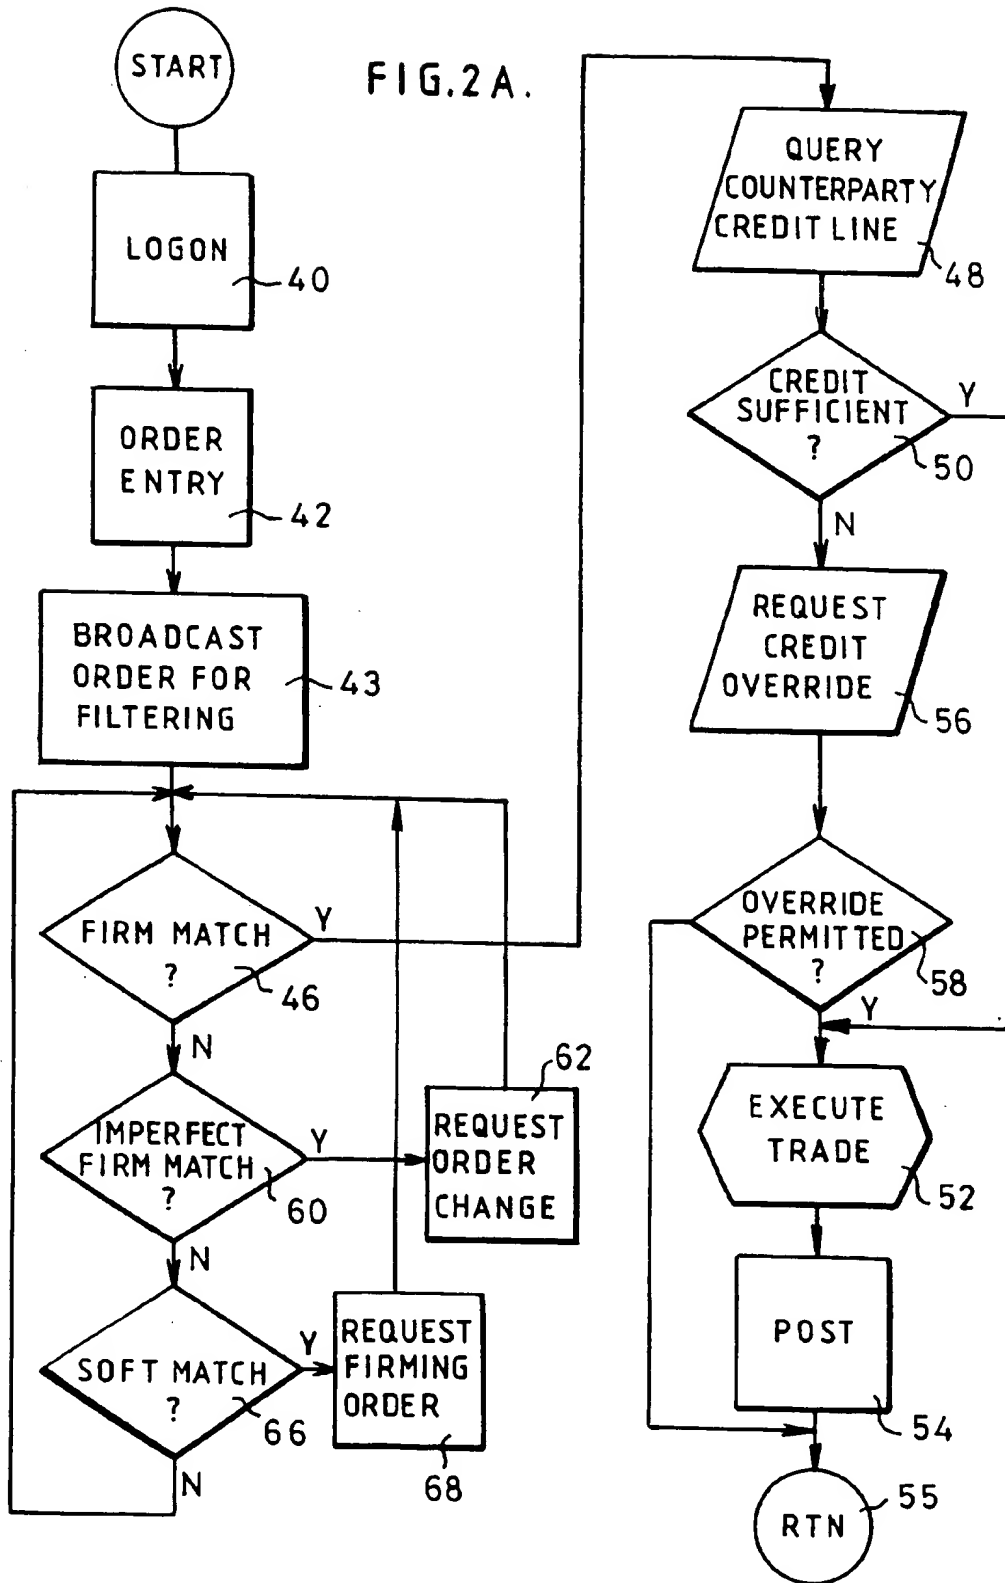 START
FIG.2A.
LOGON
40
ORDER
ENTRY
42
BROADCAST
ORDER FOR
FILTERING
43
FIRM MATCH
?
46
Y
N
IMPERFECT
FIRM MATCH
?
60
Y
N
62
REQUEST
ORDER
CHANGE
SOFT MATCH
?
66
Y
N
REQUEST
FIRMING
ORDER
68
QUERY
COUNTERPARTY
CREDIT LINE
48
CREDIT
SUFFICIENT
?
50
Y
N
REQUEST
CREDIT
OVERRIDE
56
OVERRIDE
PERMITTED
?
58
Y
EXECUTE
TRADE
52
POST
54
RTN
55